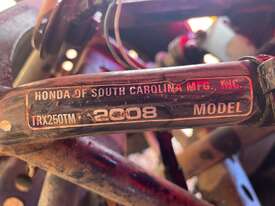 HONDA OF SOUTH CAROLINA MFG., INC.
TRX250TM 2008 MODEL